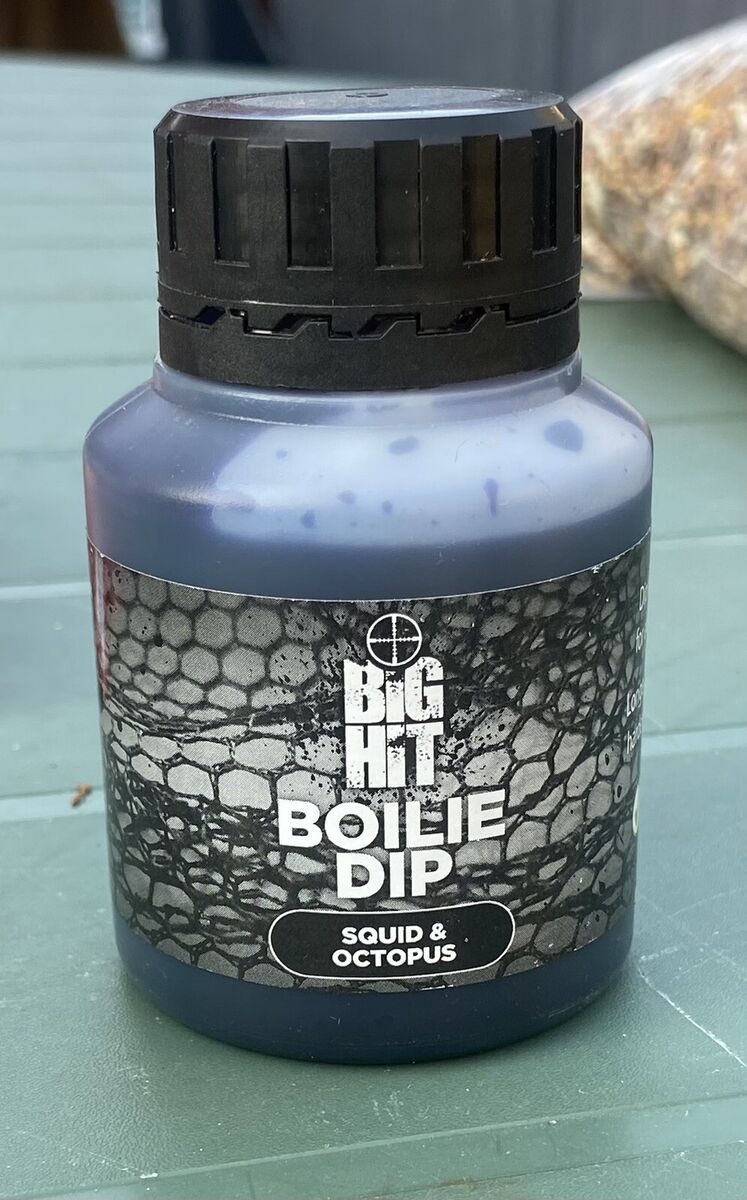 BiG
HiT
BOILIE
DIP
SQUID &
OCTOPUS